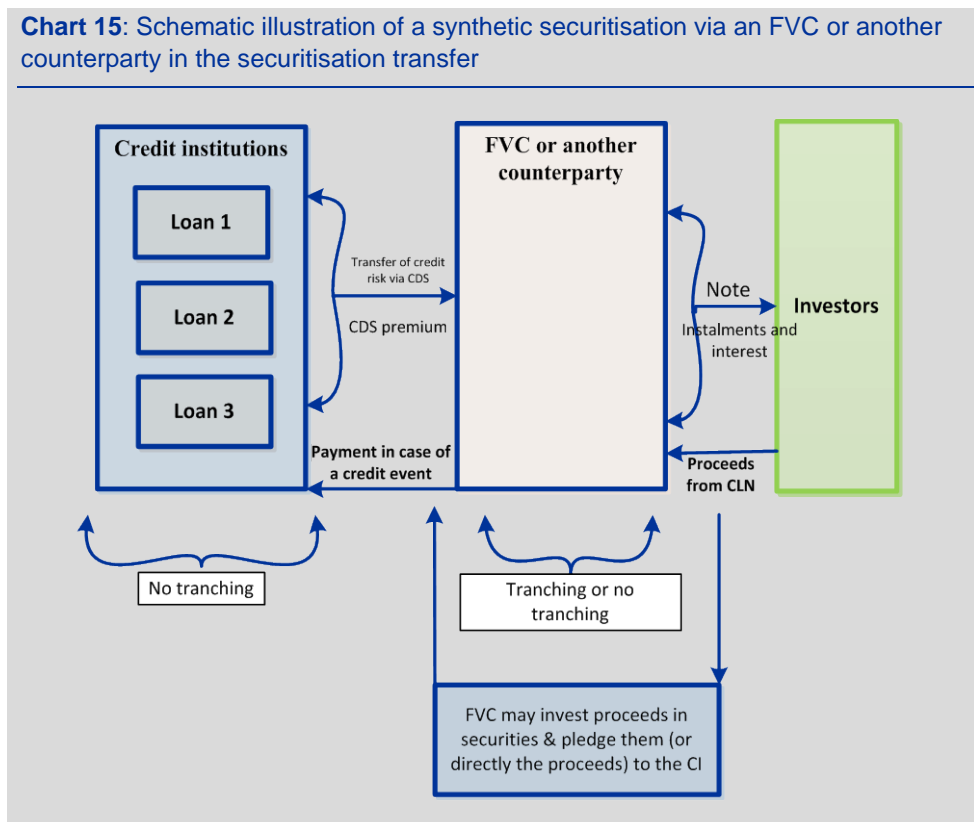 Chart 15: Schematic illustration of a synthetic securitisation via an FVC or another
counterparty in the securitisation transfer
Credit institutions
Loan 1
Loan 2
Loan 3
Transfer of credit
risk via CDS
CDS premium
Payment in case of
a credit event
FVC or another
counterparty
Note
Instalments and
interest
Proceeds
from CLN
Investors
No tranching
Tranching or no
tranching
FVC may invest proceeds in
securities & pledge them (or
directly the proceeds) to the CI